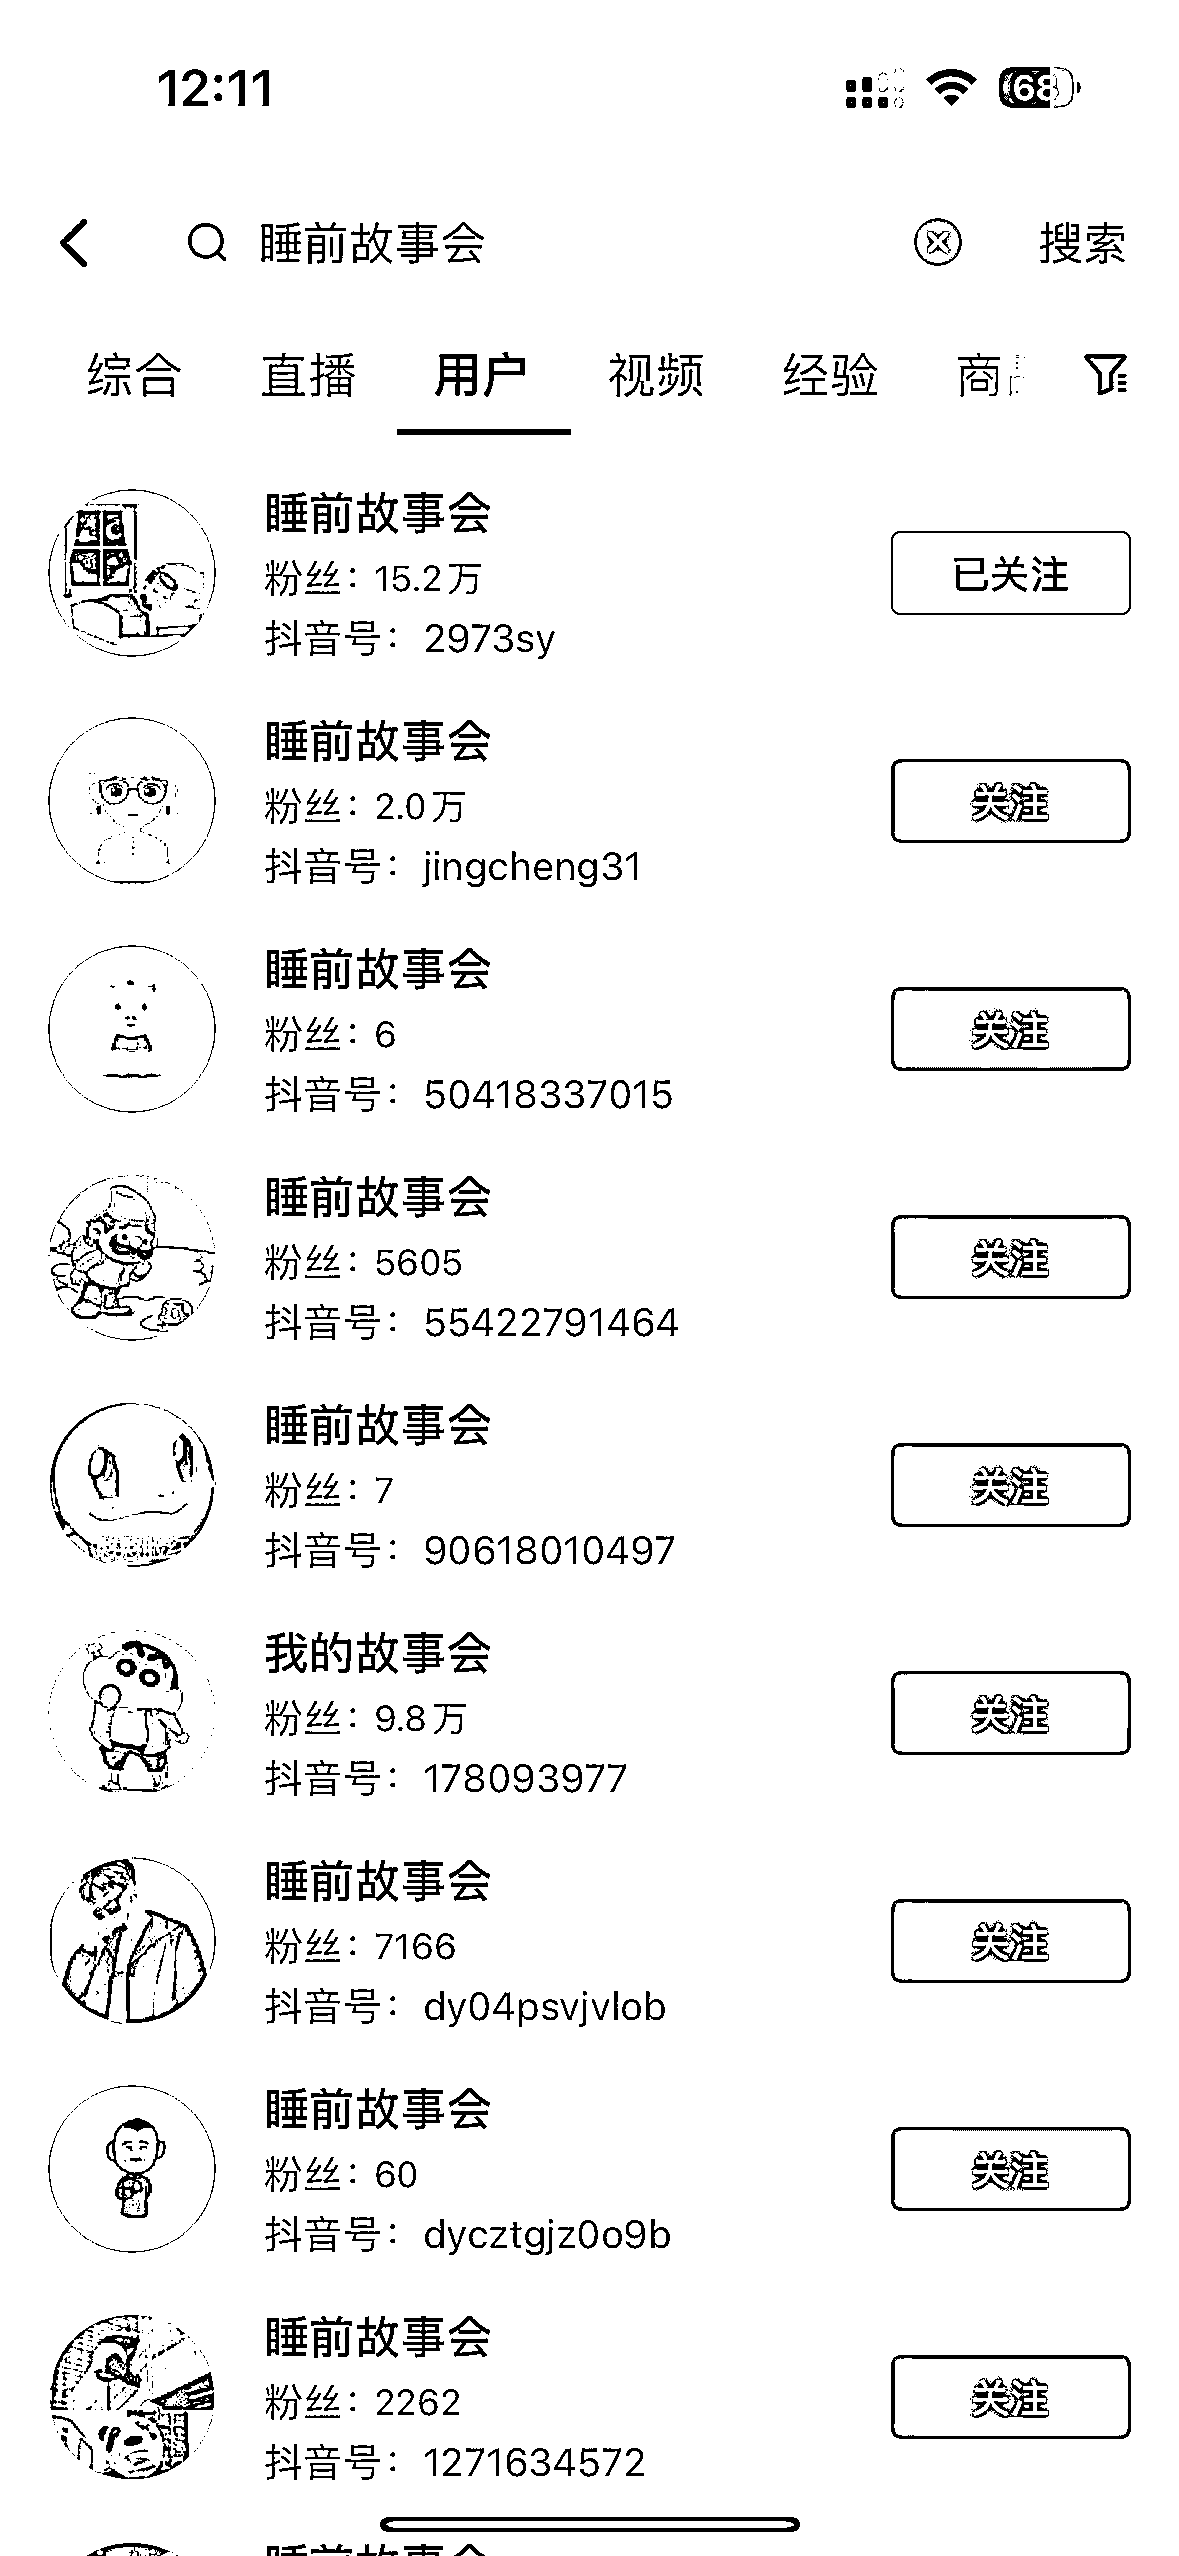 12:11
68
睡前故事会
搜索
综合 直播 用户 视频 经验 商
睡前故事会
粉丝：15.2万
抖音号：2973sy
已关注
睡前故事会
粉丝：2.0万
抖音号：jingcheng31
关注
睡前故事会
粉丝：6
抖音号：50418337015
关注
睡前故事会
粉丝：5605
抖音号：55422791464
关注
睡前故事会
粉丝：7
抖音号：90618010497
关注
我的故事会
粉丝：9.8万
抖音号：178093977
关注
睡前故事会
粉丝：7166
抖音号：dy04psvjvlob
关注
睡前故事会
粉丝：60
抖音号：dycztgjz0o9b
关注
睡前故事会
粉丝：2262
抖音号：1271634572
关注